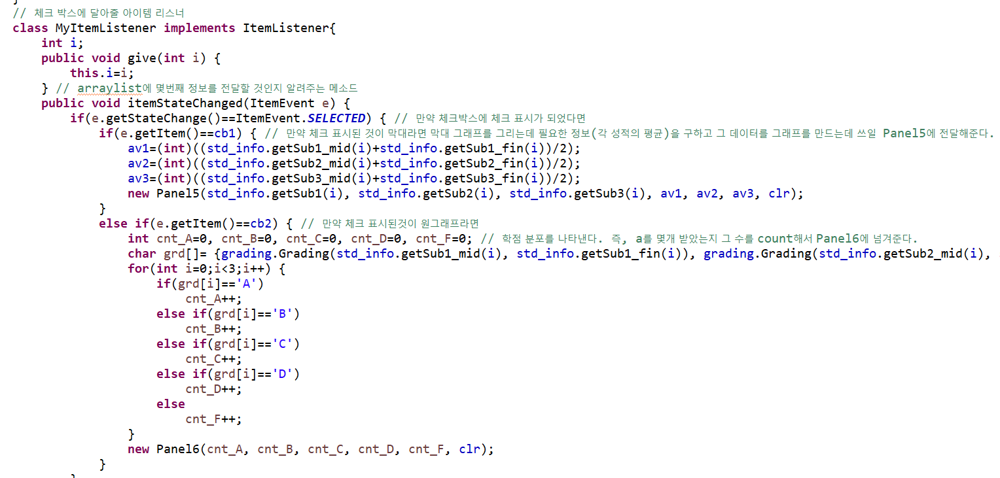 }
// 체크 박스에 달아줄 아이템 리스너
class MyItemListener implements ItemListener{
int i;
public void give(int i) {
this.i=i;
} // arraylist에 몇번째 정보를 전달할 것인지 알려주는 메소드
public void itemStateChanged(ItemEvent e) {
if(e.getStateChange()==ItemEvent.SELECTED) { // 만약 체크박스에 체크 표시가 되었다면
if(e.getItem()==cb1) { // 만약 체크 표시된 것이 막대라면 막대 그래프를 그리는데 필요한 정보(각 성적의 평균)을 구하고 그 데이터를 그래프를 만드는데 쓰일 Panel5에 전달해준다.
av1=(int)((std_info.getSub1_mid(i)+std_info.getSub1_fin(i))/2);
av2=(int)((std_info.getSub2_mid(i)+std_info.getSub2_fin(i))/2);
av3=(int)((std_info.getSub3_mid(i)+std_info.getSub3_fin(i))/2);
new Panel5(std_info.getSub1(i), std_info.getSub2(i), std_info.getSub3(i), av1, av2, av3, clr);
}
else if(e.getItem()==cb2) { // 만약 체크 표시된것이 원그래프라면
int cnt_A=0, cnt_B=0, cnt_C=0, cnt_D=0, cnt_F=0; // 학점 분포를 나타낸다. 즉, a를 몇개 받았는지 그 수를 count해서 Panel6에 넘겨준다.
char grd[]= {grading.Grading(std_info.getSub1_mid(i), std_info.getSub1_fin(i)), grading.Grading(std_info.getSub2_mid(i),
for(int i=0;i<3;i++) {
if(grd[i]=='A')
cnt_A++;
else if(grd[i]=='B')
cnt_B++;
else if(grd[i]=='C')
cnt_C++;
else if(grd[i]=='D')
cnt_D++;
else
cnt_F++;
}
new Panel6(cnt_A, cnt_B, cnt_C, cnt_D, cnt_F, clr);
}